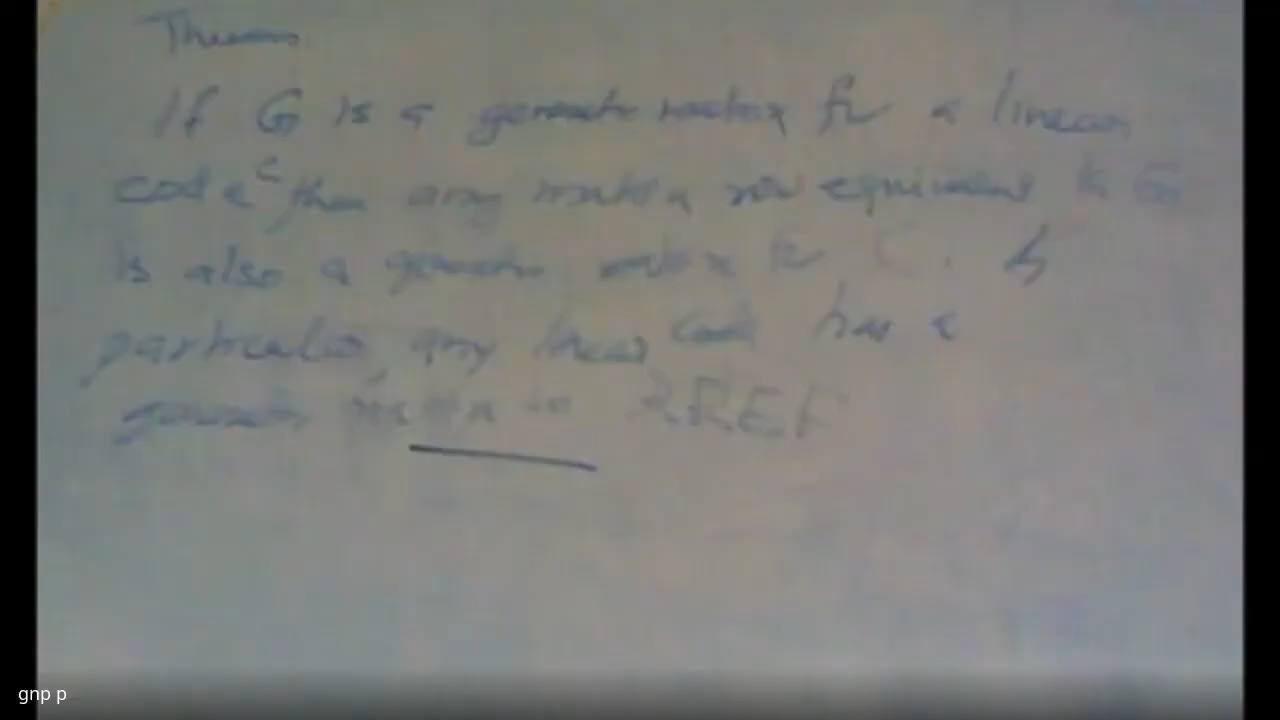 Theorem
If G is a generator matrix for a linear
code C then any matrix row equivalent to G
is also a generator matrix for C. In
particular, any linear code has a
generator matrix in RREF
gnp p